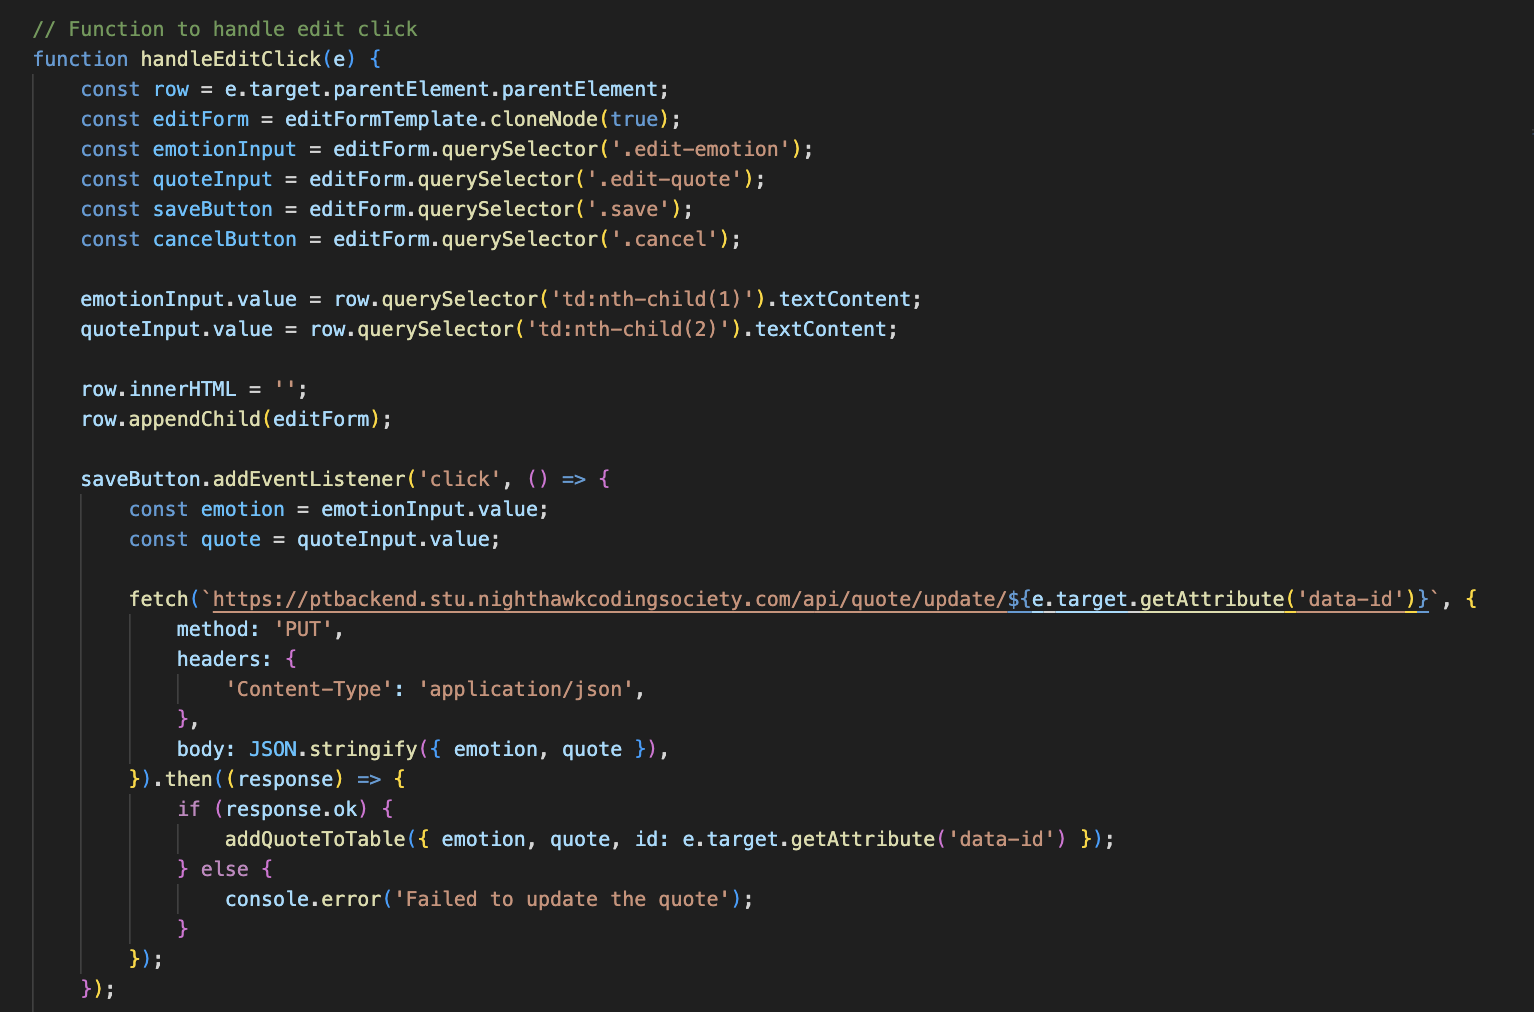 // Function to handle edit click
function handleEditClick(e) {
    const row = e.target.parentElement.parentElement;
    const editForm = editFormTemplate.cloneNode(true);
    const emotionInput = editForm.querySelector('.edit-emotion');
    const quoteInput = editForm.querySelector('.edit-quote');
    const saveButton = editForm.querySelector('.save');
    const cancelButton = editForm.querySelector('.cancel');

    emotionInput.value = row.querySelector('td:nth-child(1)').textContent;
    quoteInput.value = row.querySelector('td:nth-child(2)').textContent;

    row.innerHTML = '';
    row.appendChild(editForm);

    saveButton.addEventListener('click', () => {
        const emotion = emotionInput.value;
        const quote = quoteInput.value;

        fetch(`https://ptbackend.stu.nighthawkcodingsociety.com/api/quote/update/${e.target.getAttribute('data-id')}`, {
            method: 'PUT',
            headers: {
                'Content-Type': 'application/json',
            },
            body: JSON.stringify({ emotion, quote }),
        }).then((response) => {
            if (response.ok) {
                addQuoteToTable({ emotion, quote, id: e.target.getAttribute('data-id') });
            } else {
                console.error('Failed to update the quote');
            }
        });
    });